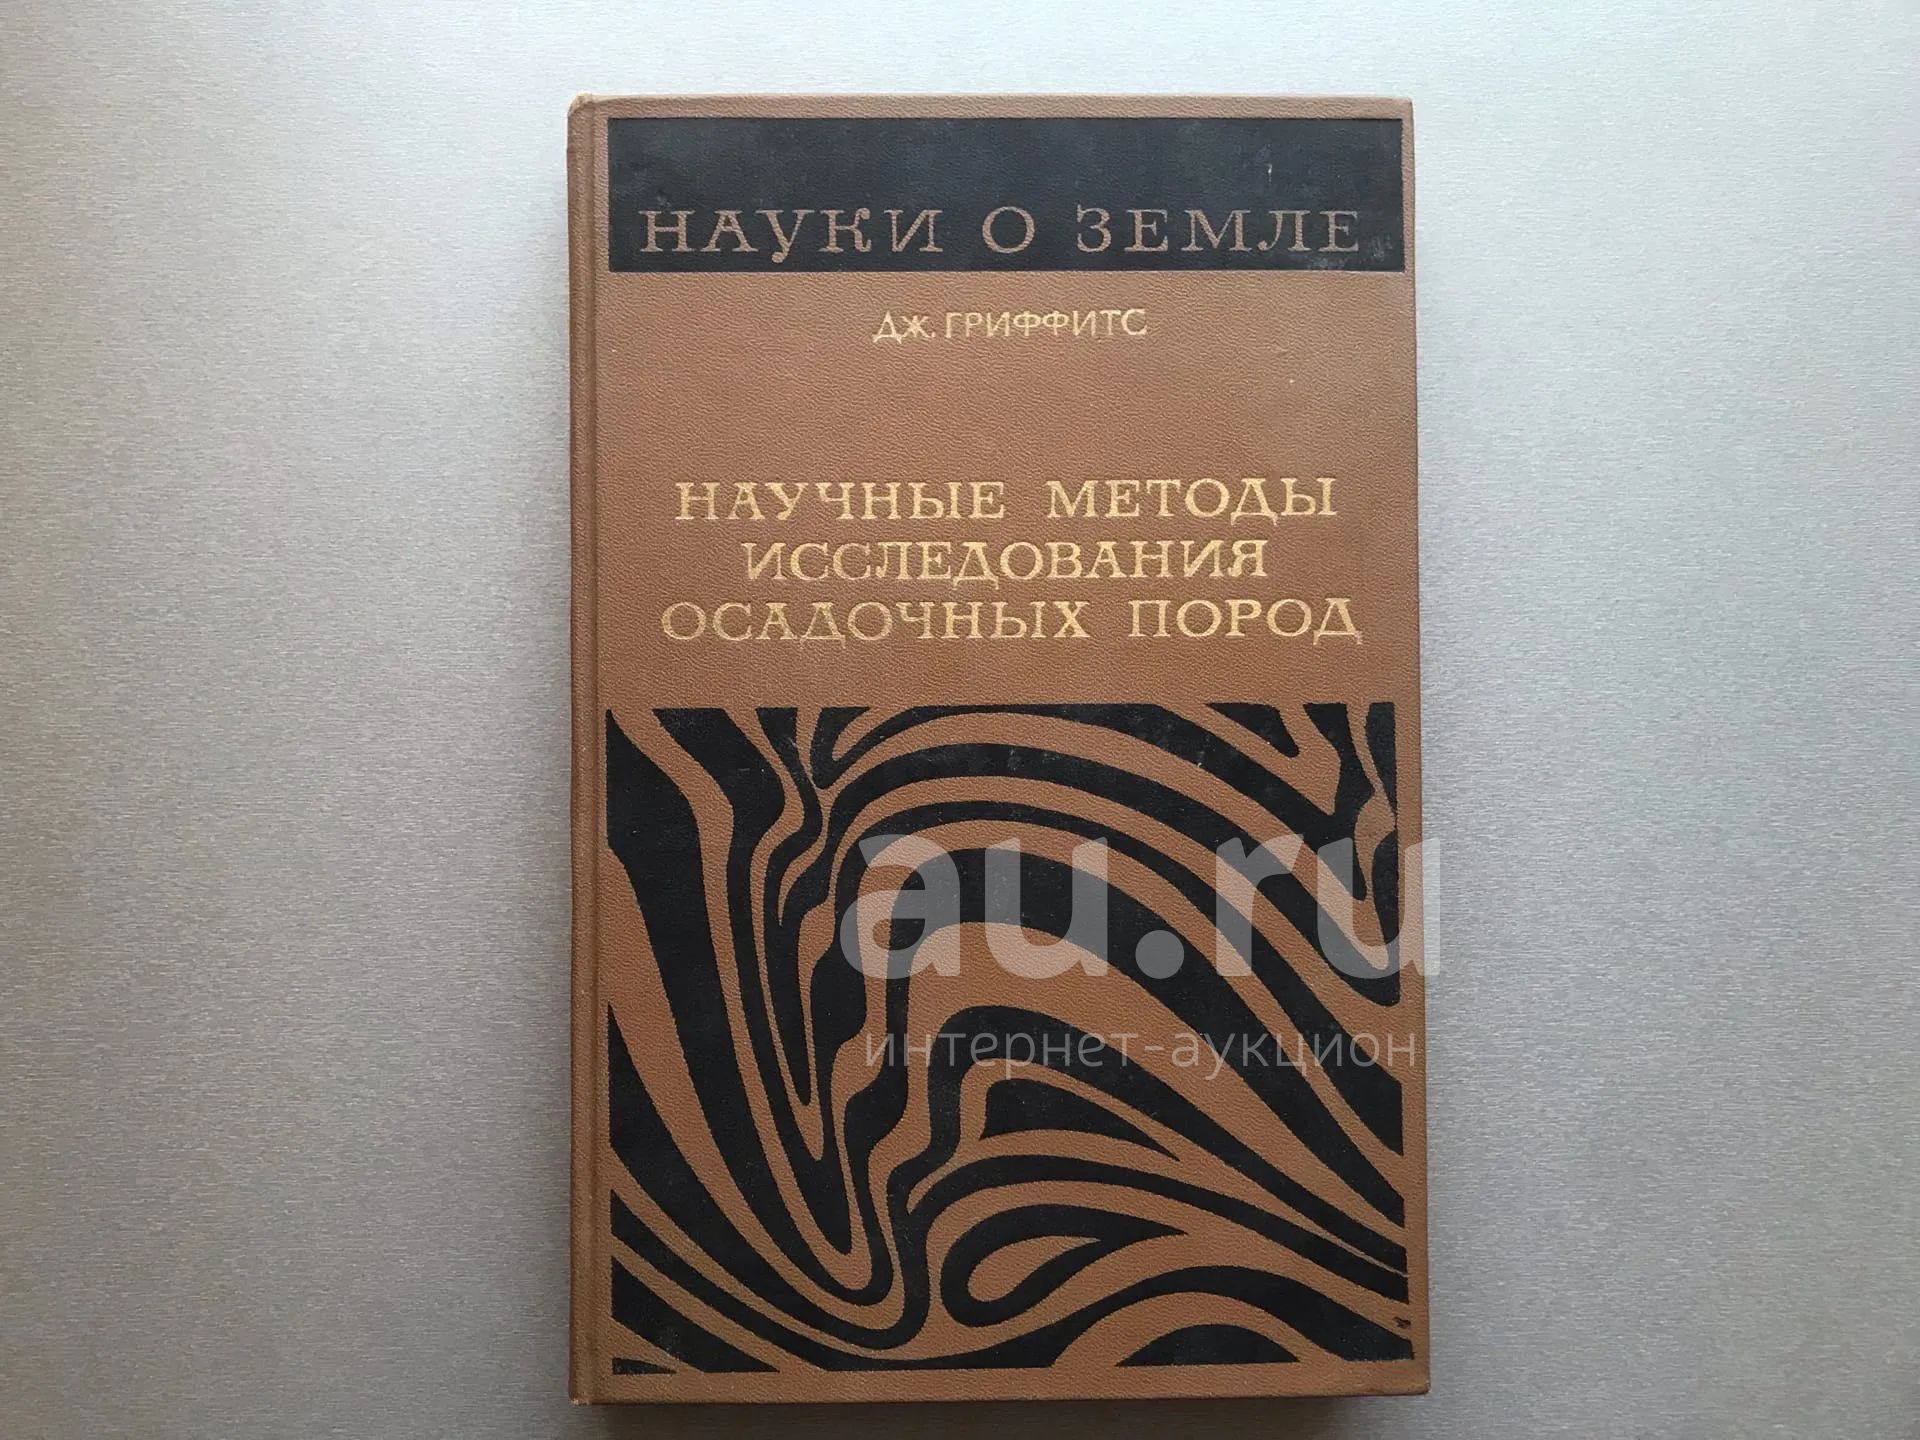 НАУКИ О ЗЕМЛЕ
ДЖ. ГРИФФИТС
НАУЧНЫЕ МЕТОДЫ
ИССЛЕДОВАНИЯ
ОСАДОЧНЫХ ПОРОД
au.ru
интернет-аукцион